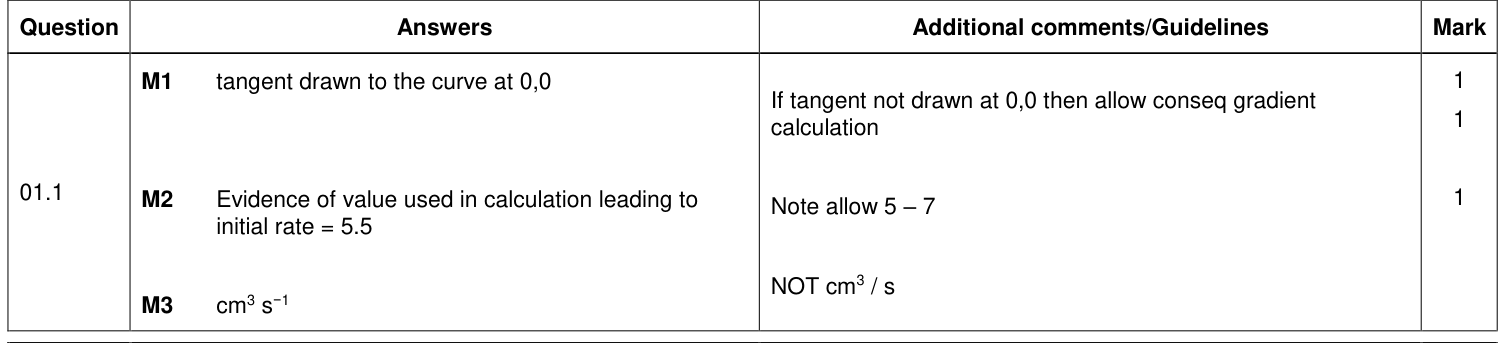 Question Answers Additional comments/Guidelines Mark
M1 tangent drawn to the curve at 0,0
If tangent not drawn at 0,0 then allow conseq gradient
calculation
1
1
01.1
M2 Evidence of value used in calculation leading to
initial rate = 5.5
Note allow 5 – 7
1
M3 cm³ s⁻¹
NOT cm³ / s